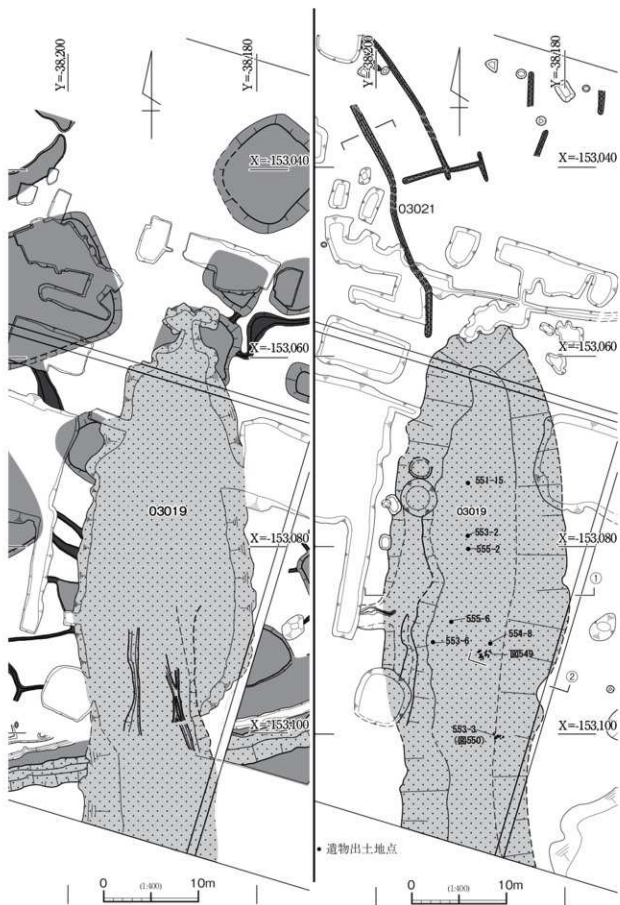 Y=-38,200
Y=-38,180
X=-153,040
X=-153,060
03019
X=-153,080
X=-153,100
0
(1:400)
10m
Y=-38,200
Y=-38,180
X=-153,040
03021
X=-153,060
551-15
03019
553-2
X=-153,080
555-2
①
555-6
553-6
554-8
図549
②
553-3
(図550)
X=-153,100
• 遺物出土地点
0
(1:400)
10m